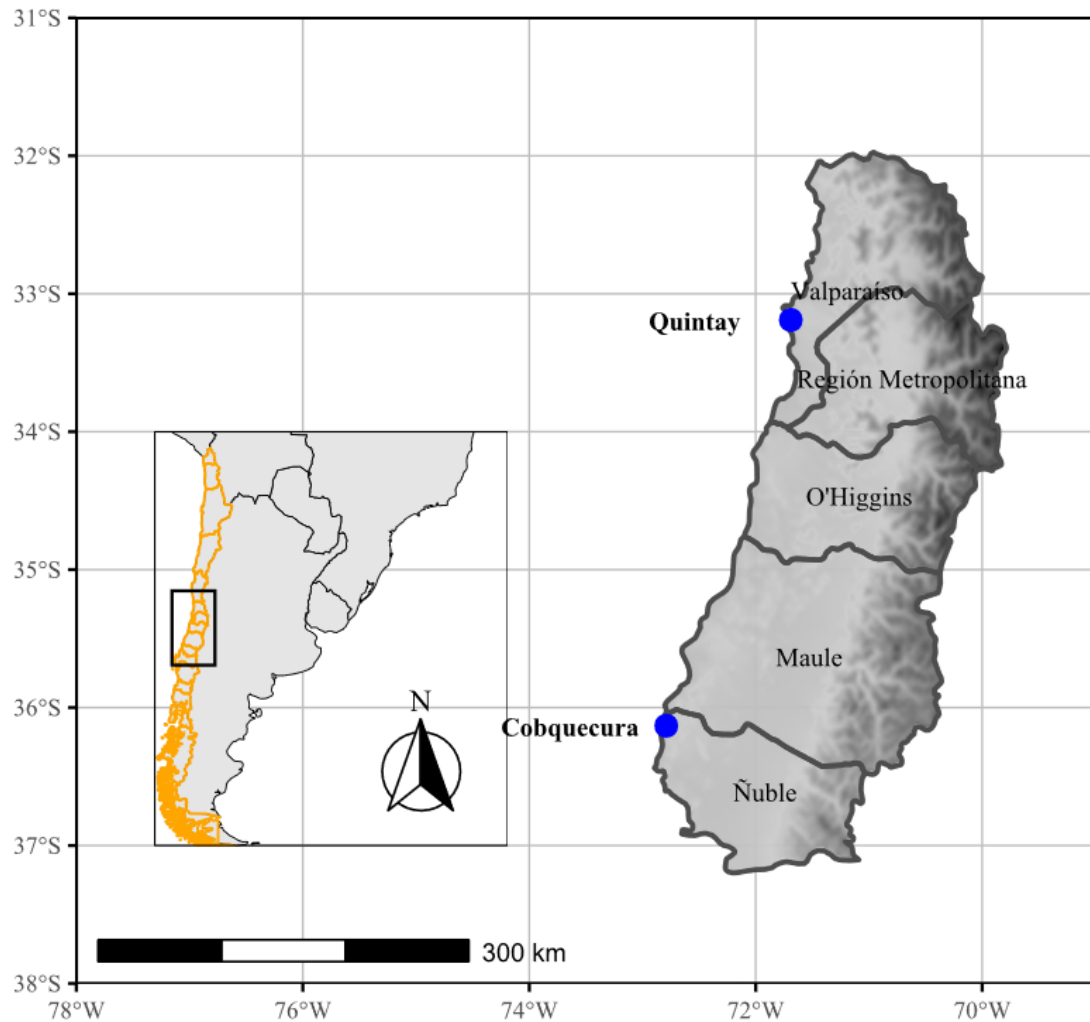 31°S
32°S
33°S
Valparaíso
Quintay
Región Metropolitana
34°S
O'Higgins
35°S
Maule
36°S
N
Cobquecura
Ñuble
37°S
300 km
38°S
78°W
76°W
74°W
72°W
70°W